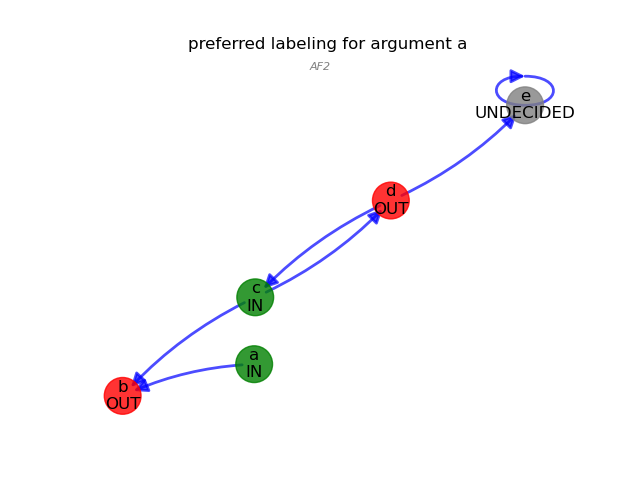 preferred labeling for argument a
AF2
e
UNDECIDED
d
OUT
c
IN
a
IN
b
OUT